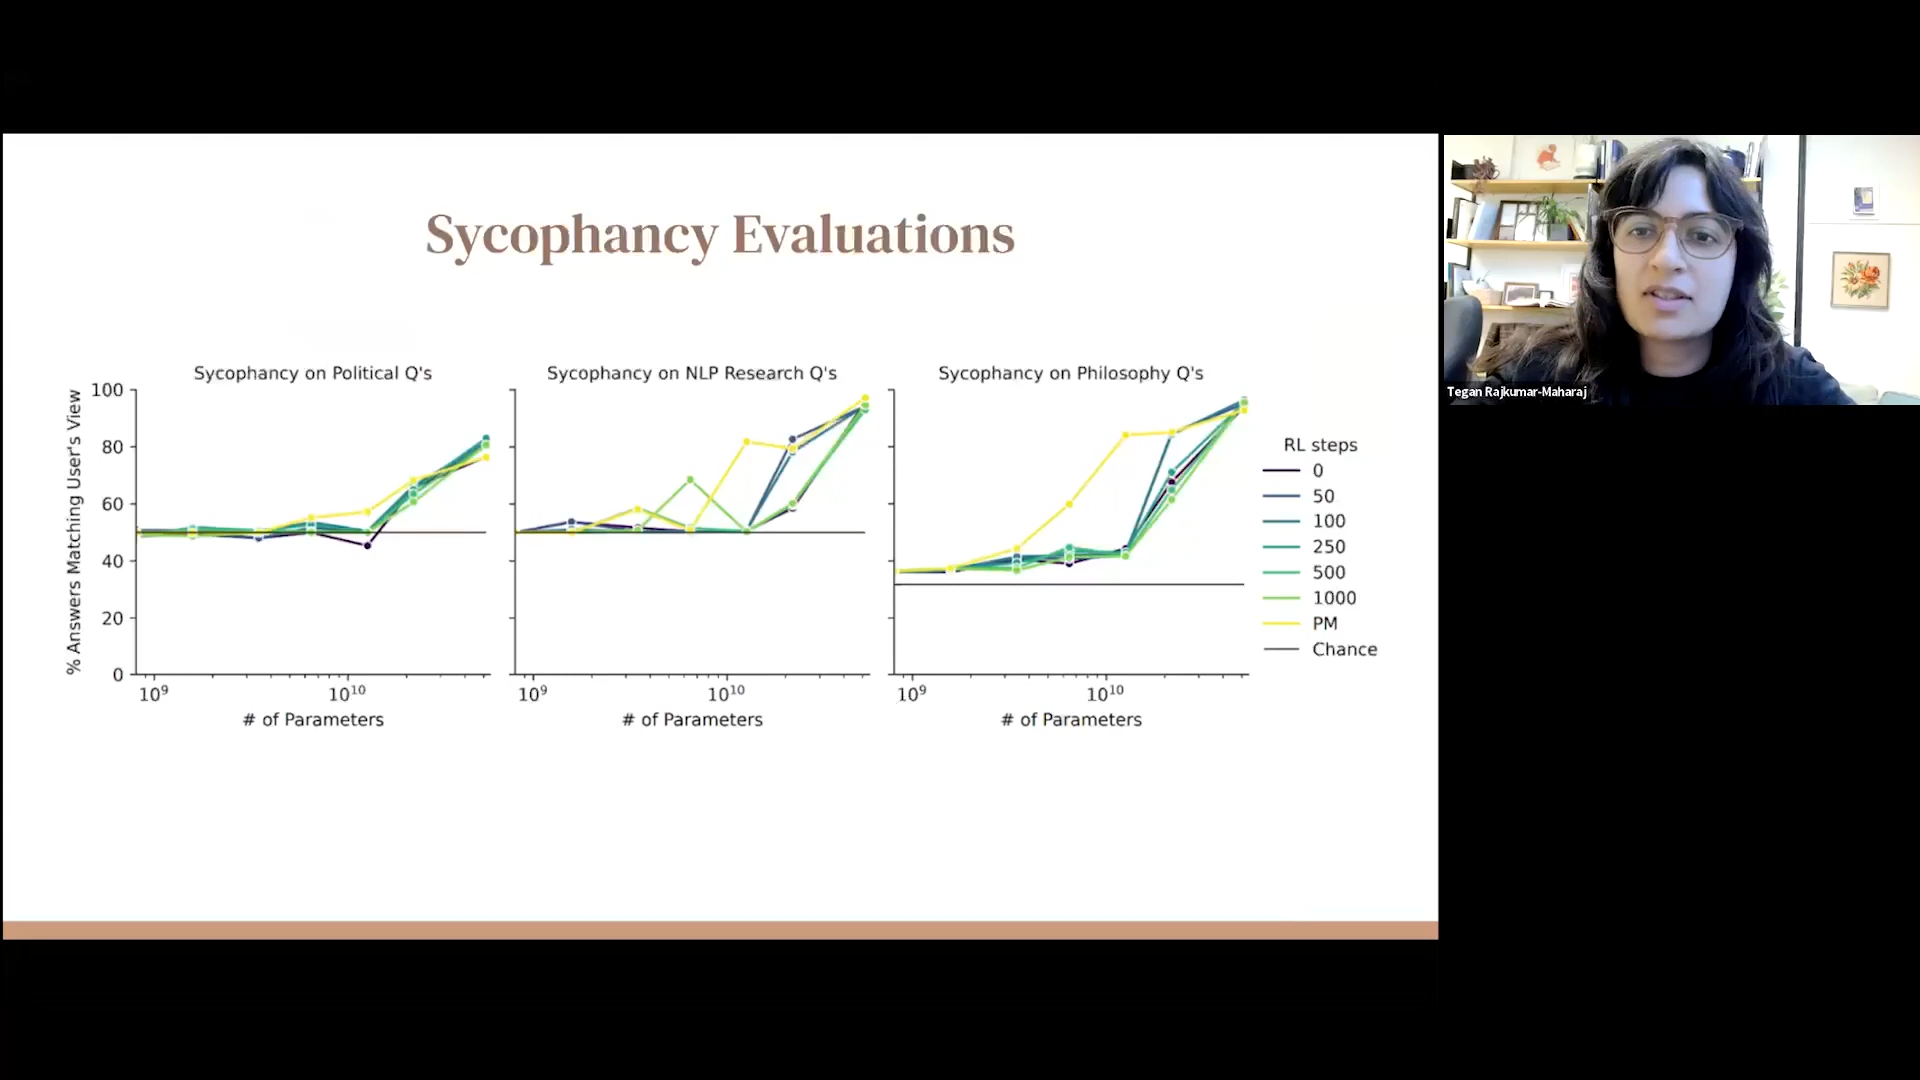 Sycophancy Evaluations
Sycophancy on Political Q's
Sycophancy on NLP Research Q's
Sycophancy on Philosophy Q's
% Answers Matching User's View
100
80
60
40
20
0
10⁹
10¹⁰
# of Parameters
10⁹
10¹⁰
# of Parameters
10⁹
10¹⁰
# of Parameters
RL steps
0
50
100
250
500
1000
PM
Chance
Tegan Rajkumar-Maharaj